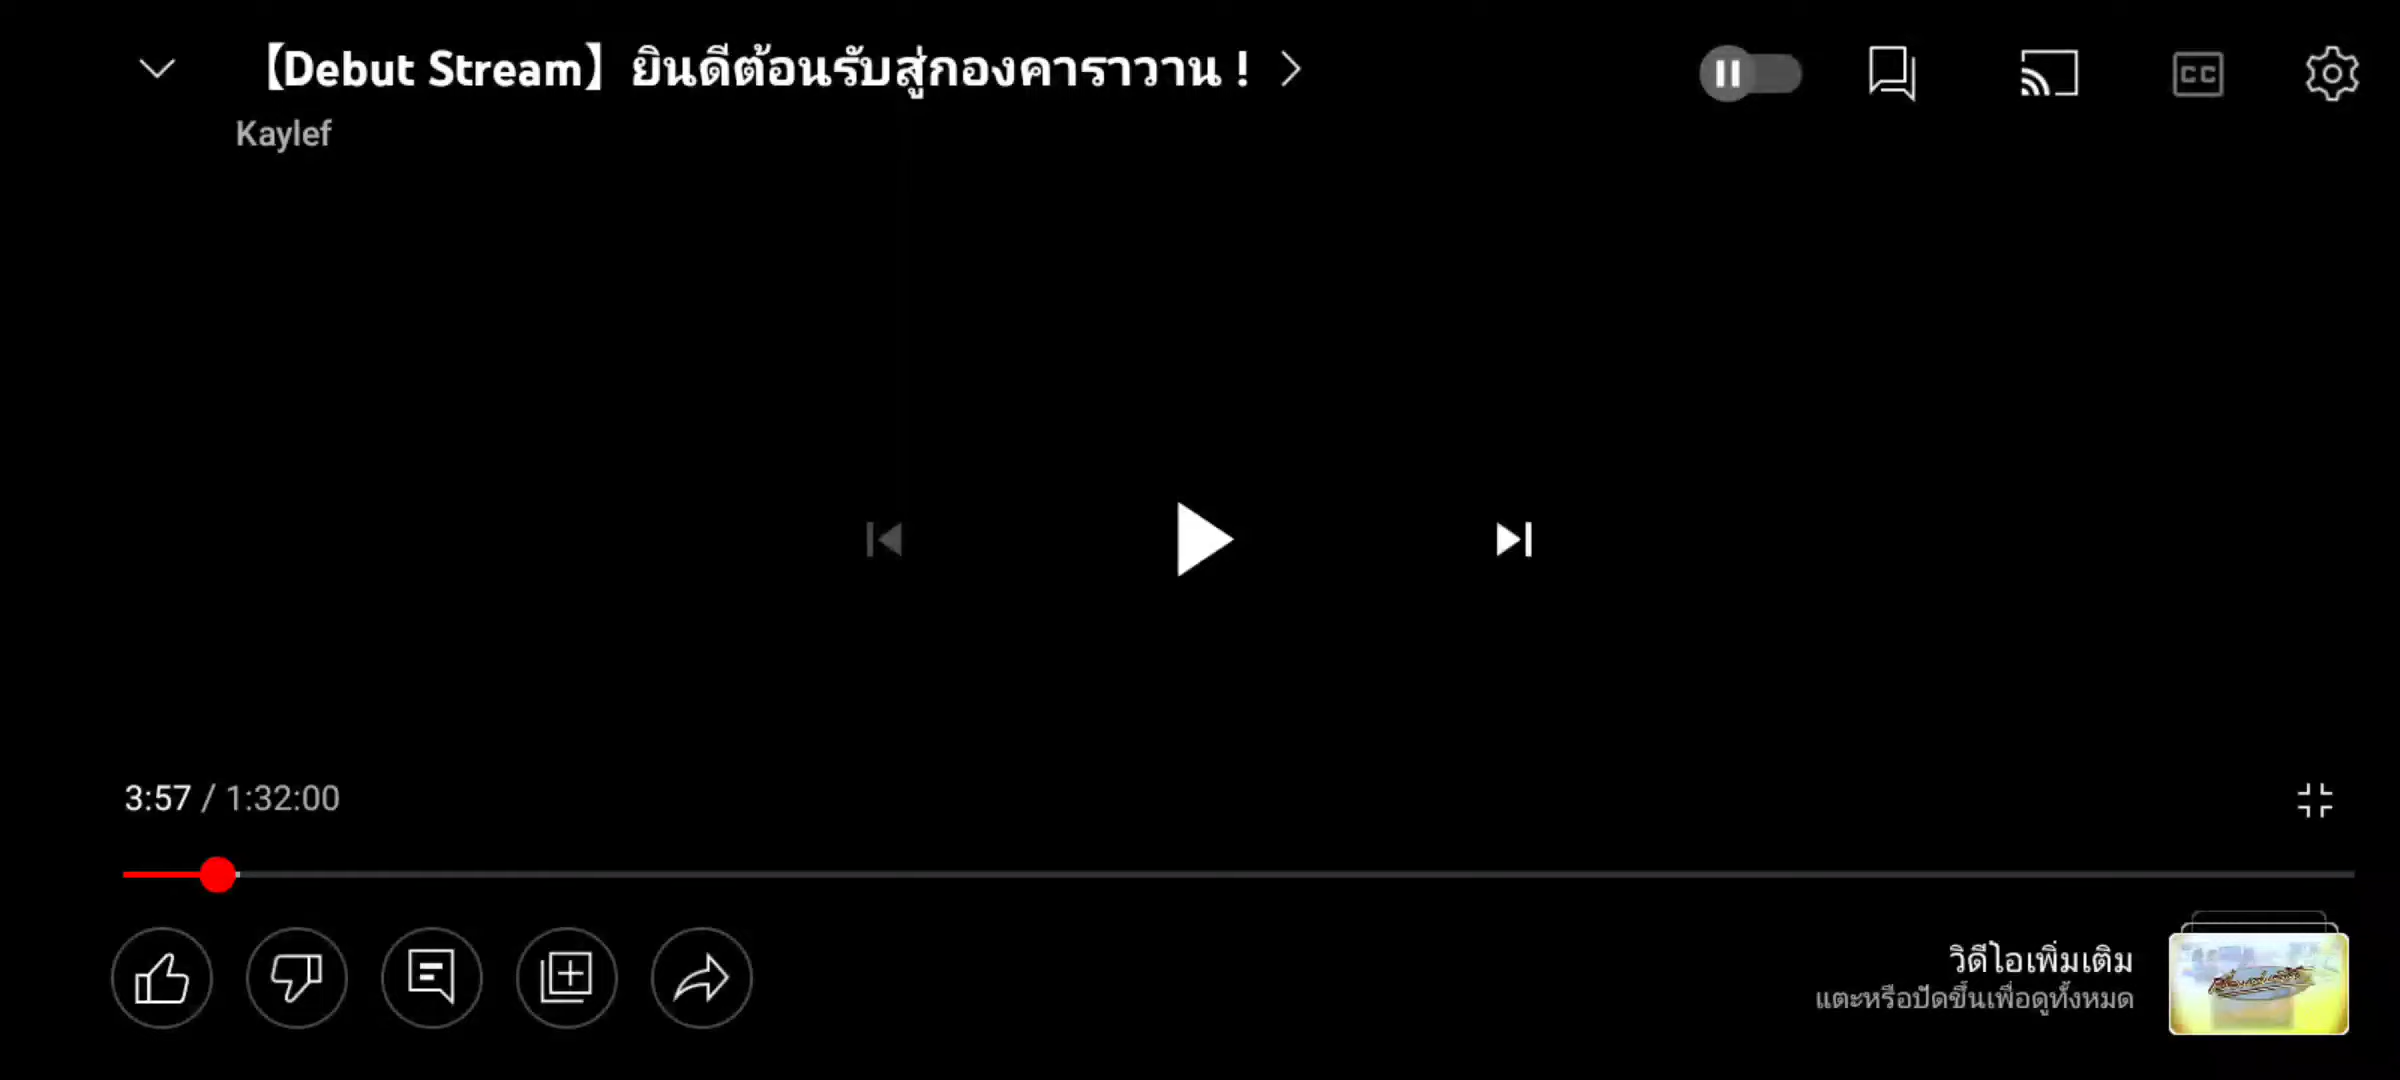 【Debut Stream】ยินดีต้อนรับสู่กองคาราวาน !
Kaylef
CC
3:57 / 1:32:00
วิดีโอเพิ่มเติม
แตะหรือปัดขึ้นเพื่อดูทั้งหมด